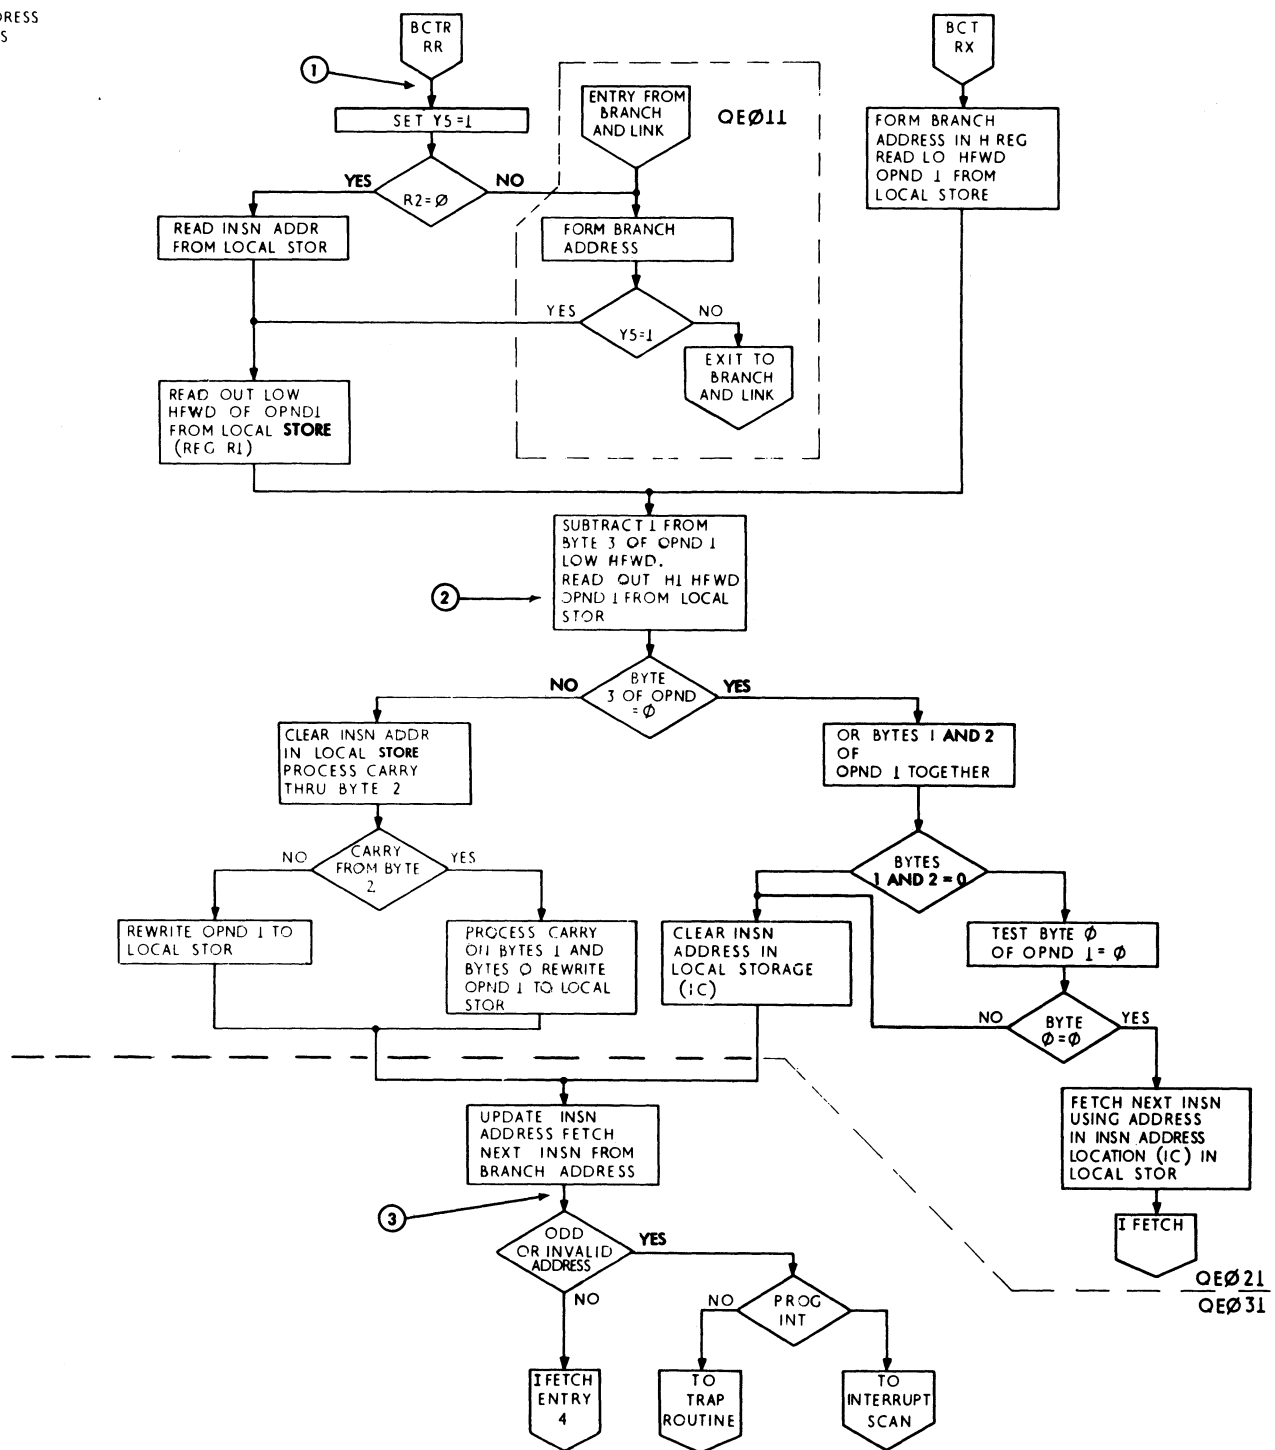 DRESS
S
BCTR
RR
BCT
RX
1
ENTRY FROM
BRANCH
AND LINK
QEØ11
SET Y5=1
FORM BRANCH
ADDRESS IN H REG
READ LO HFWD
OPND 1 FROM
LOCAL STORE
YES
R2=Ø
NO
READ INSN ADDR
FROM LOCAL STOR
FORM BRANCH
ADDRESS
YES
Y5=1
NO
EXIT TO
BRANCH
AND LINK
READ OUT LOW
HFWD OF OPND1
FROM LOCAL STORE
(REG R1)
SUBTRACT 1 FROM
BYTE 3 OF OPND 1
LOW HFWD.
READ OUT HI HFWD
OPND 1 FROM LOCAL
STOR
2
NO
BYTE
3 OF OPND
= Ø
YES
CLEAR INSN ADDR
IN LOCAL STORE
PROCESS CARRY
THRU BYTE 2
OR BYTES 1 AND 2
OF
OPND 1 TOGETHER
NO
CARRY
FROM BYTE
2
YES
BYTES
1 AND 2 = 0
REWRITE OPND 1 TO
LOCAL STOR
PROCESS CARRY
ON BYTES 1 AND
BYTES 0 REWRITE
OPND 1 TO LOCAL
STOR
CLEAR INSN
ADDRESS IN
LOCAL STORAGE
(IC)
TEST BYTE Ø
OF OPND 1 = Ø
NO
BYTE
Ø=Ø
YES
UPDATE INSN
ADDRESS FETCH
NEXT INSN FROM
BRANCH ADDRESS
FETCH NEXT INSN
USING ADDRESS
IN INSN ADDRESS
LOCATION (IC) IN
LOCAL STOR
3
I FETCH
ODD
OR INVALID
ADDRESS
YES
NO
QEØ21
QEØ31
NO
PROG
INT
I FETCH
ENTRY
4
TO
TRAP
ROUTINE
TO
INTERRUPT
SCAN